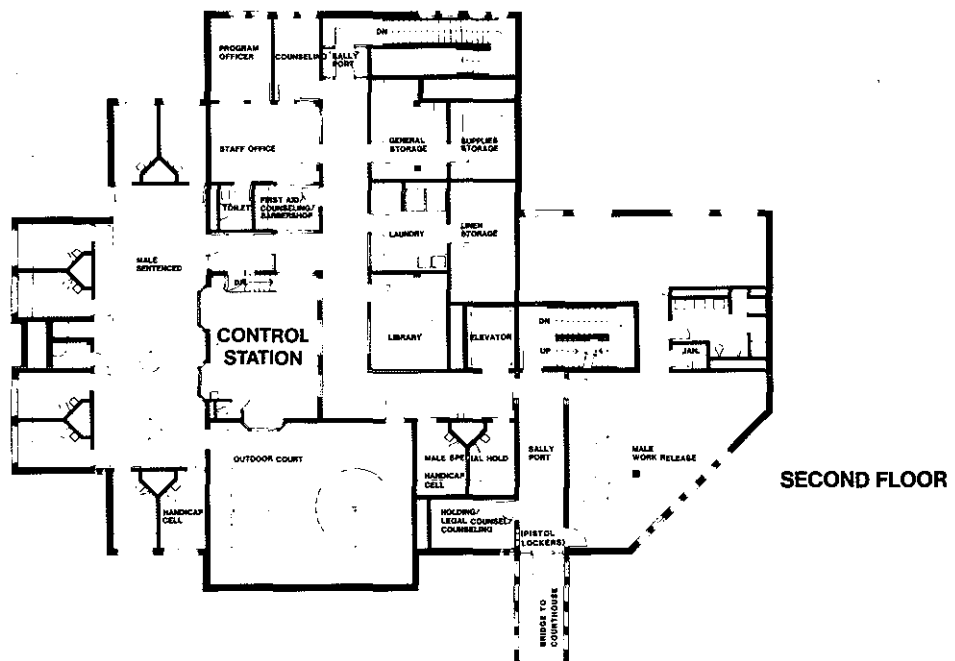 DN
PROGRAM
OFFICER
COUNSELING
SALLY
PORT
STAFF OFFICE
GENERAL
STORAGE
SUPPLIES
STORAGE
TOILET
FIRST AID/
COUNSELING/
BARBERSHOP
LAUNDRY
LINEN
STORAGE
MALE
SENTENCED
CONTROL
STATION
LIBRARY
ELEVATOR
DN
UP
JAN.
OUTDOOR COURT
MALE SPECIAL HOLD
HANDICAP
CELL
SALLY
PORT
MALE
WORK RELEASE
SECOND FLOOR
HANDICAP
CELL
HOLDING/
LEGAL COUNSEL/
COUNSELING
(PISTOL
LOCKERS)
BRIDGE TO
COURTHOUSE